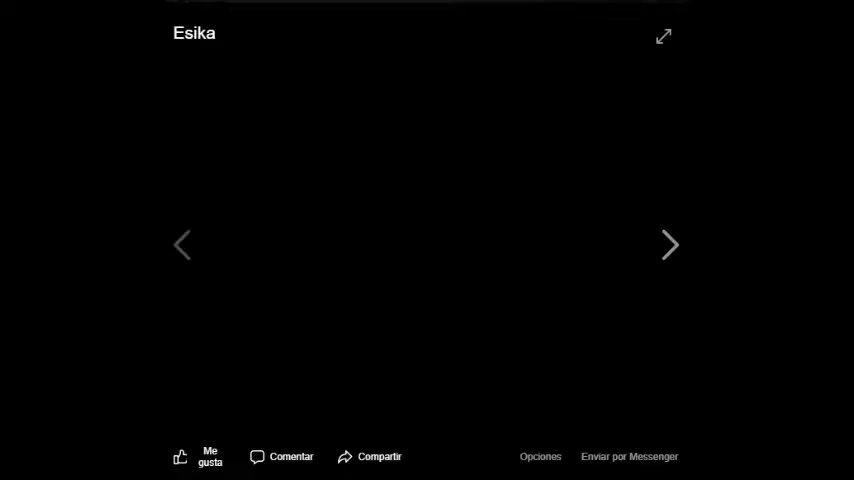 Esika
Me
gusta
Comentar
Compartir
Opciones
Enviar por Messenger